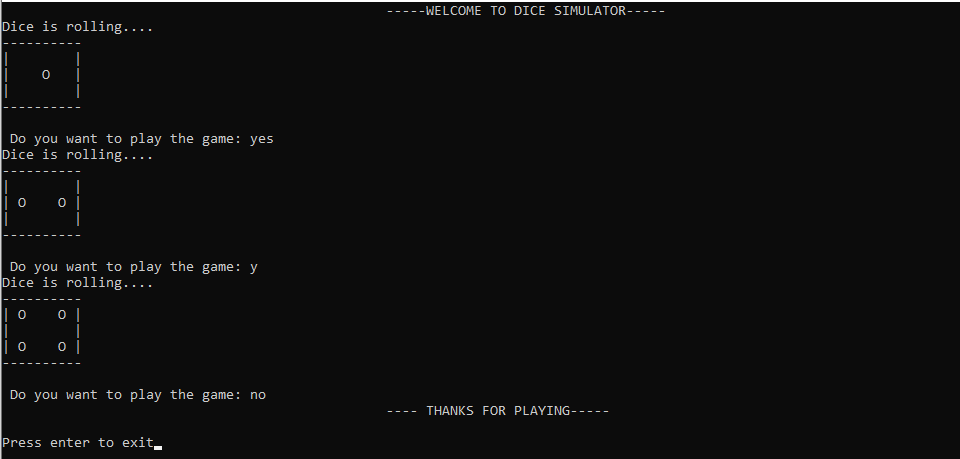 -----WELCOME TO DICE SIMULATOR-----
Dice is rolling....
----------
|        |
|    O   |
|        |
----------
Do you want to play the game: yes
Dice is rolling....
----------
|        |
| O    O |
|        |
----------
Do you want to play the game: y
Dice is rolling....
----------
| O    O |
|        |
| O    O |
----------
Do you want to play the game: no
---- THANKS FOR PLAYING-----
Press enter to exit